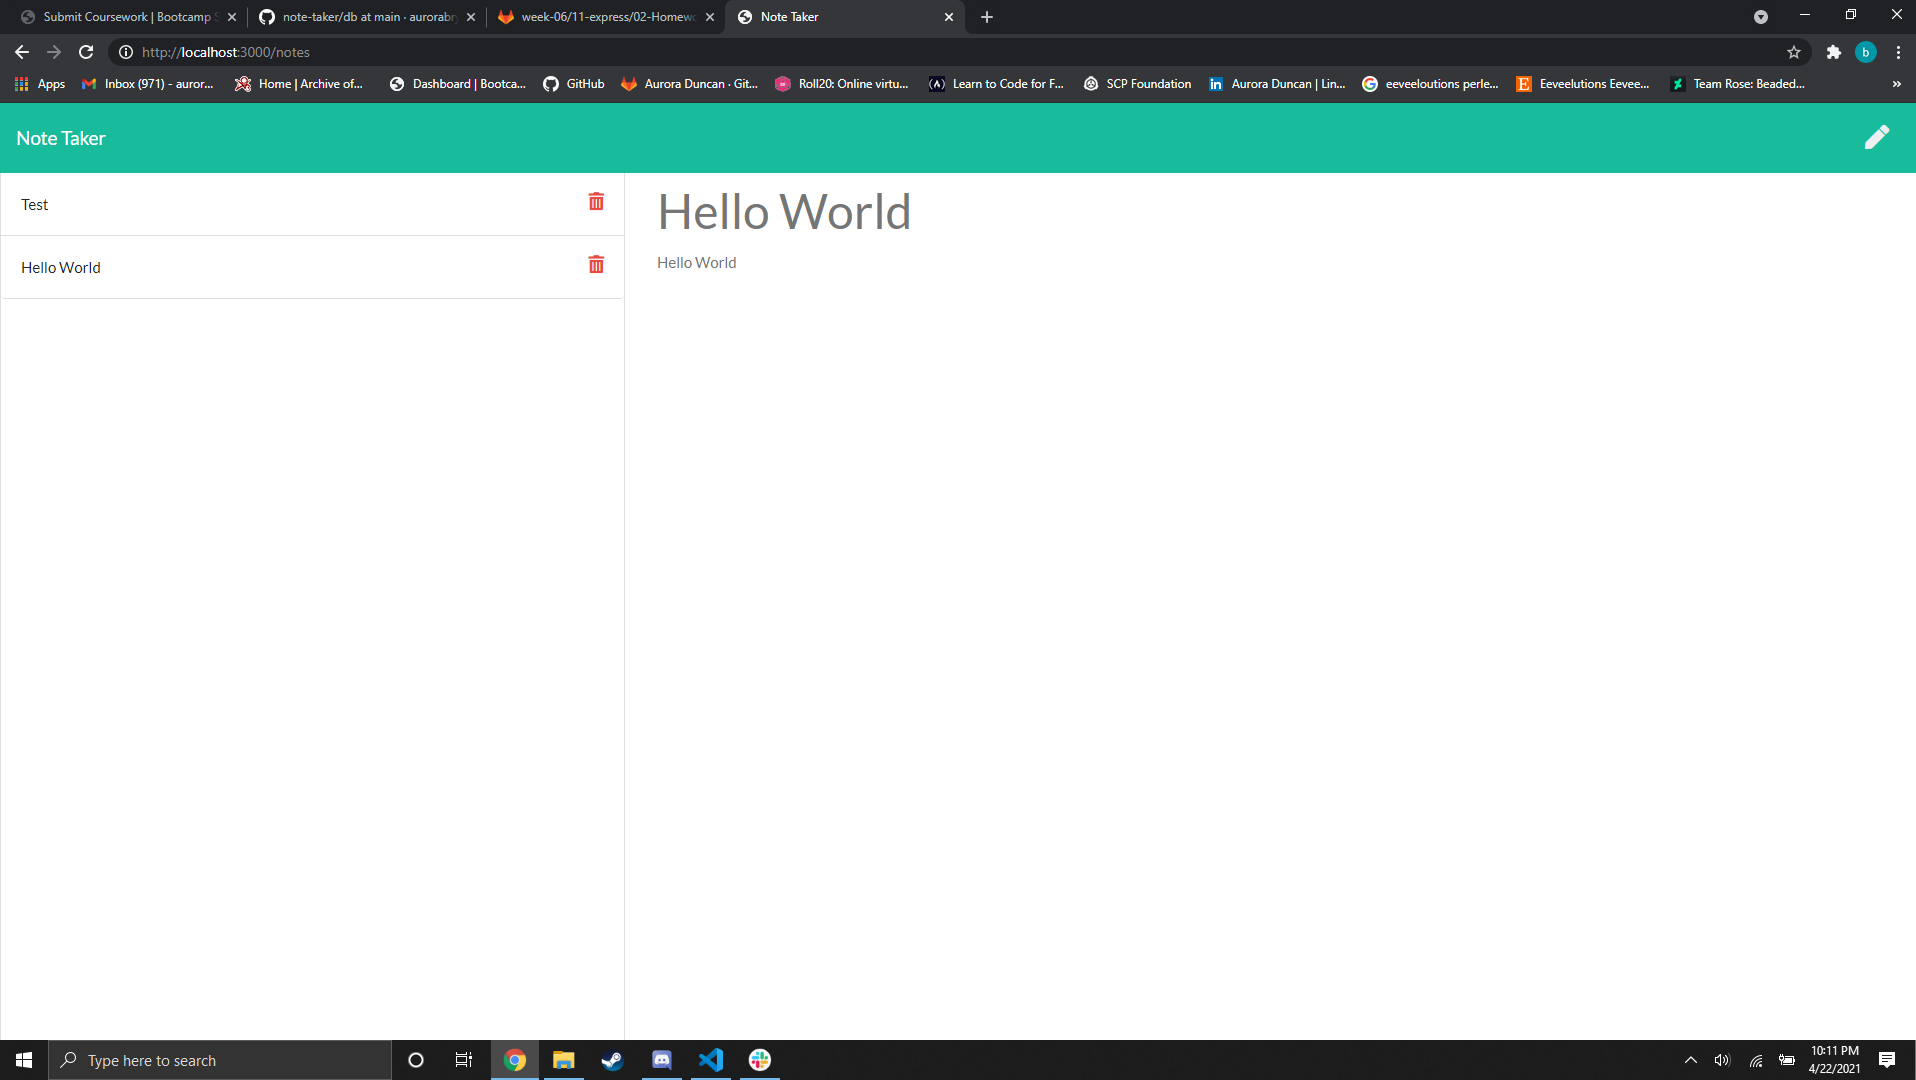 Submit Coursework | Bootcamp S
note-taker/db at main · aurorabry
week-06/11-express/02-Homewo
Note Taker
http://localhost:3000/notes
b
Apps
Inbox (971) - auror...
Home | Archive of...
Dashboard | Bootca...
GitHub
Aurora Duncan · Git...
Roll20: Online virtu...
Learn to Code for F...
SCP Foundation
Aurora Duncan | Lin...
eeveeloutions perle...
Eeveelutions Eevee...
Team Rose: Beaded...
»
Note Taker
Test
Hello World
Hello World
Hello World
Type here to search
10:11 PM
4/22/2021